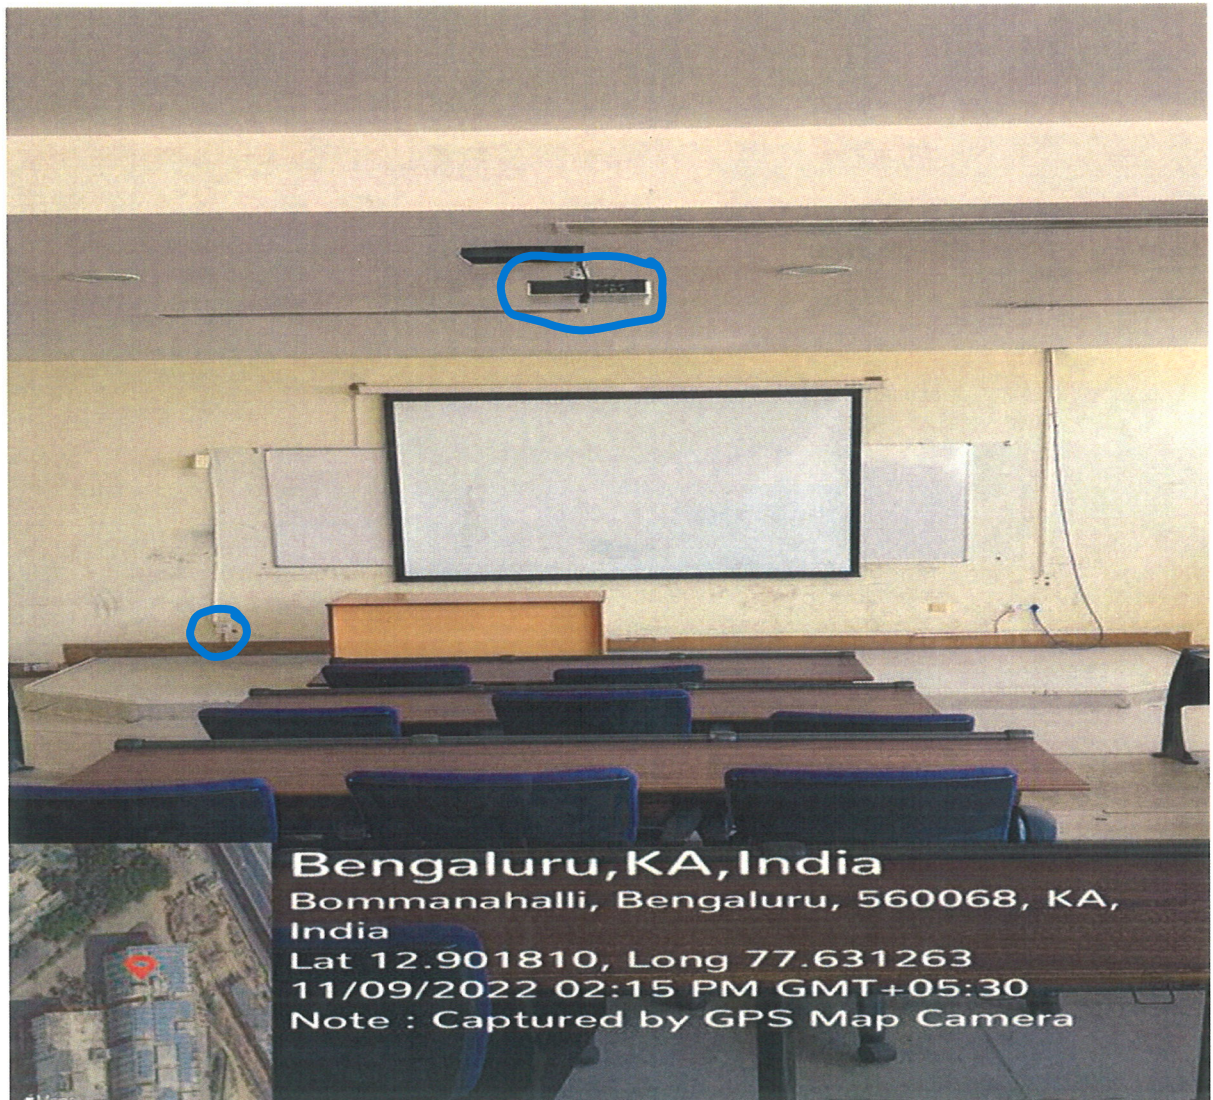 Bengaluru,KA,India
Bommanahalli, Bengaluru, 560068, KA,
India
Lat 12.901810, Long 77.631263
11/09/2022 02:15 PM GMT+05:30
Note : Captured by GPS Map Camera